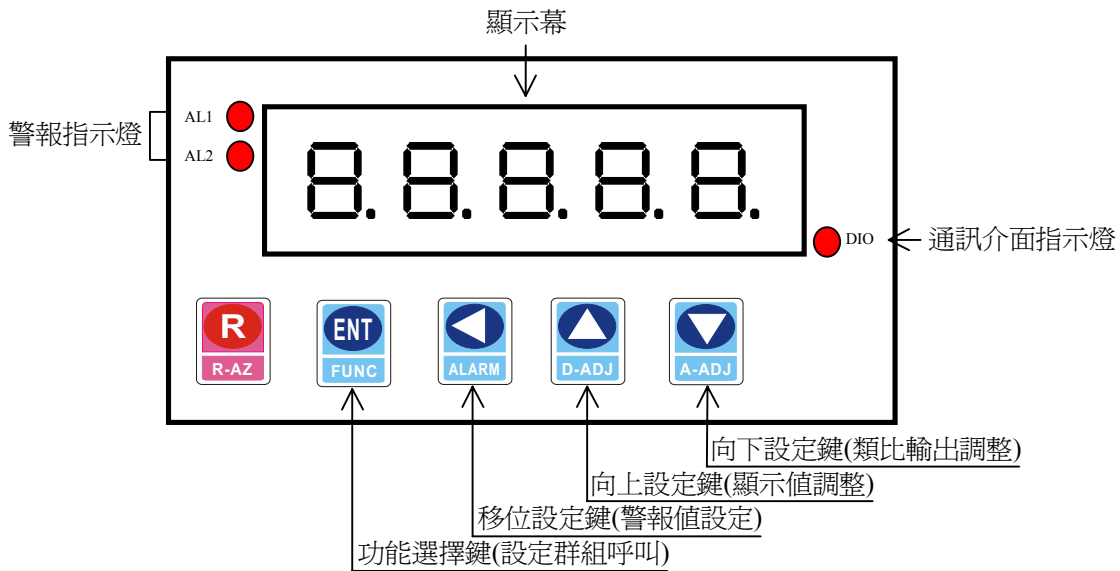 顯示幕
警報指示燈
AL1
AL2
8.8.8.8.8.
DIO
通訊介面指示燈
R
R-AZ
ENT
FUNC
ALARM
D-ADJ
A-ADJ
向下設定鍵(類比輸出調整)
向上設定鍵(顯示值調整)
移位設定鍵(警報值設定)
功能選擇鍵(設定群組呼叫)